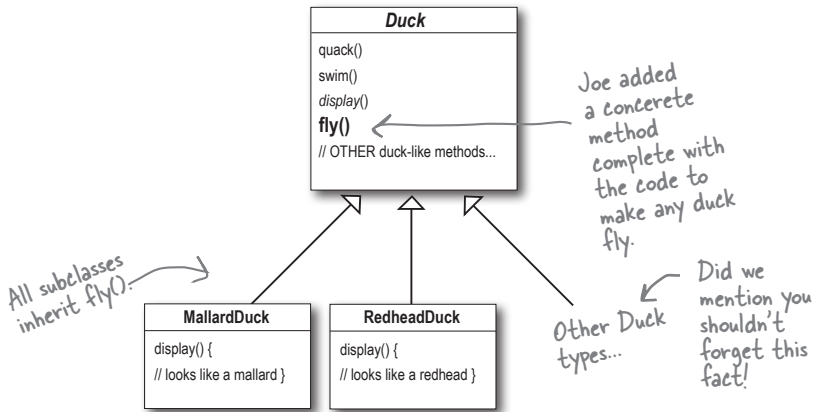 Duck
quack()
swim()
display()
fly()
// OTHER duck-like methods...
Joe added
a concerete
method
complete with
the code to
make any duck
fly.
All subclasses
inherit fly().
MallardDuck
display() {
// looks like a mallard }
RedheadDuck
display() {
// looks like a redhead }
Other Duck
types...
Did we
mention you
shouldn't
forget this
fact!